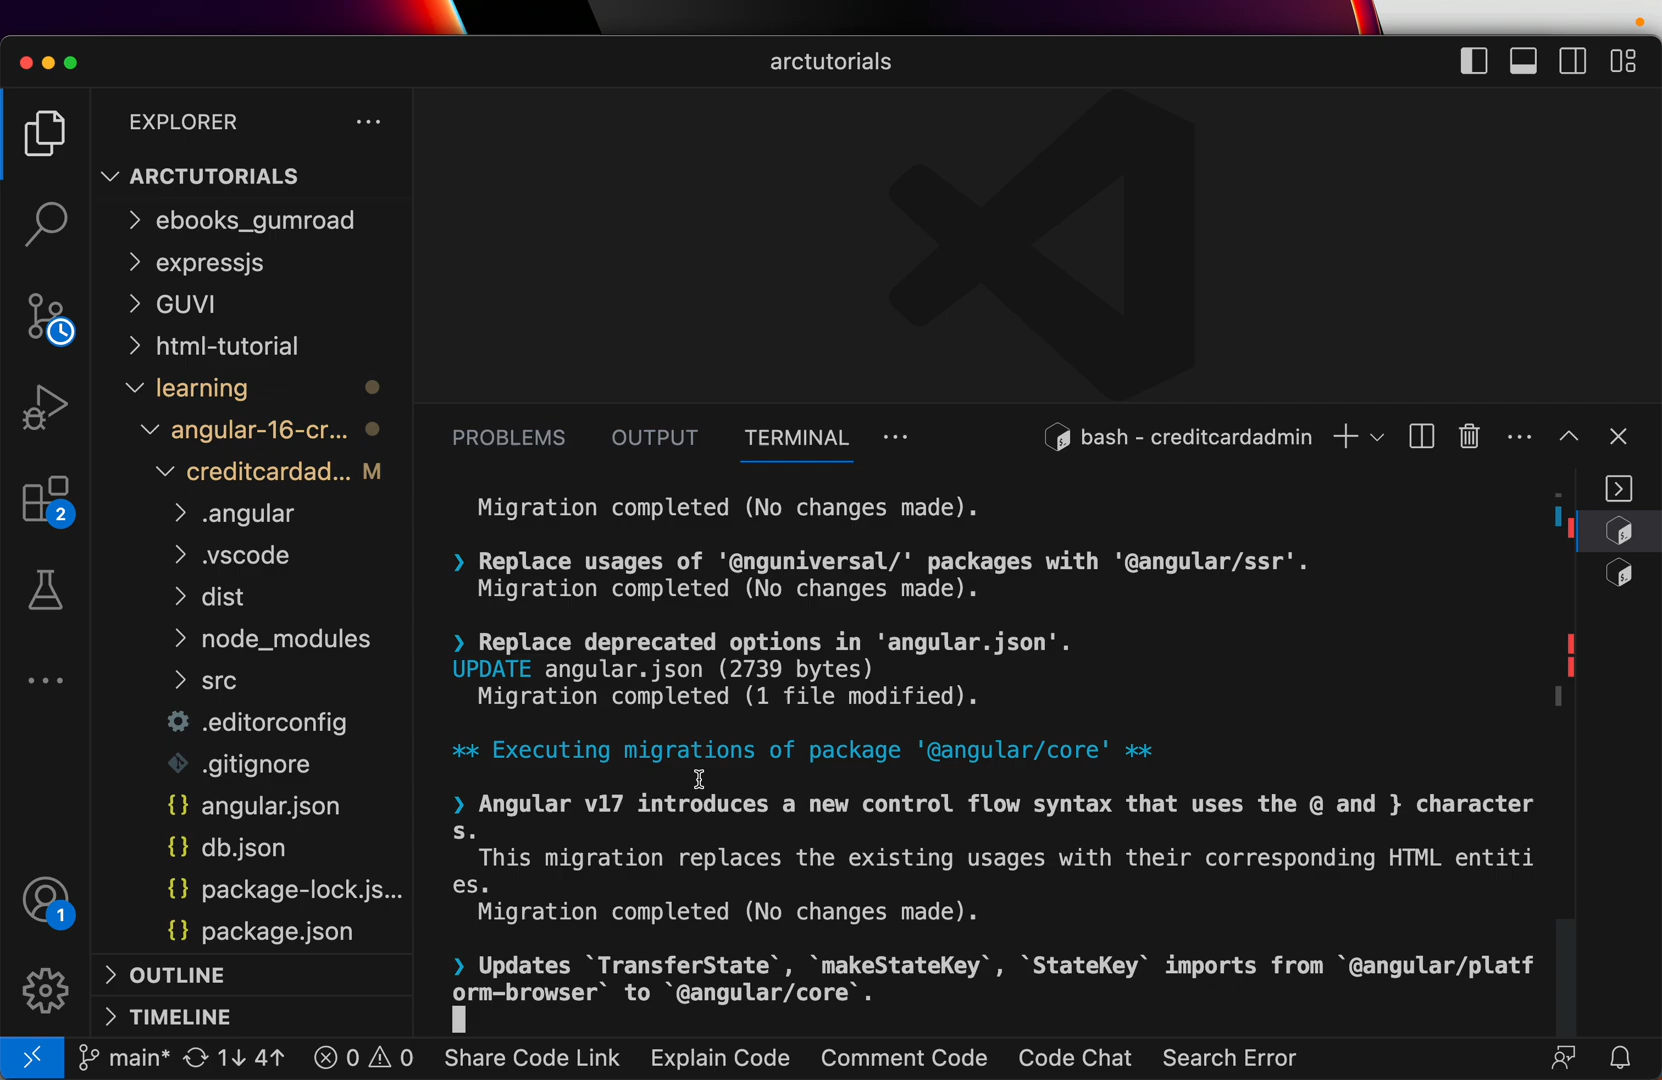 arctutorials
EXPLORER
ARCTUTORIALS
ebooks_gumroad
expressjs
GUVI
html-tutorial
learning
angular-16-cr...
creditcardad... M
.angular
.vscode
dist
node_modules
src
.editorconfig
.gitignore
{} angular.json
{} db.json
{} package-lock.js...
{} package.json
OUTLINE
TIMELINE
2
1
PROBLEMS OUTPUT TERMINAL ··· bash - creditcardadmin
Migration completed (No changes made).
❯ Replace usages of '@nguniversal/' packages with '@angular/ssr'.
Migration completed (No changes made).
❯ Replace deprecated options in 'angular.json'.
UPDATE angular.json (2739 bytes)
Migration completed (1 file modified).
** Executing migrations of package '@angular/core' **
❯ Angular v17 introduces a new control flow syntax that uses the @ and } character
s.
This migration replaces the existing usages with their corresponding HTML entiti
es.
Migration completed (No changes made).
❯ Updates `TransferState`, `makeStateKey`, `StateKey` imports from `@angular/platf
orm-browser` to `@angular/core`.
main* 1↓ 4↑ 0 0 Share Code Link Explain Code Comment Code Code Chat Search Error